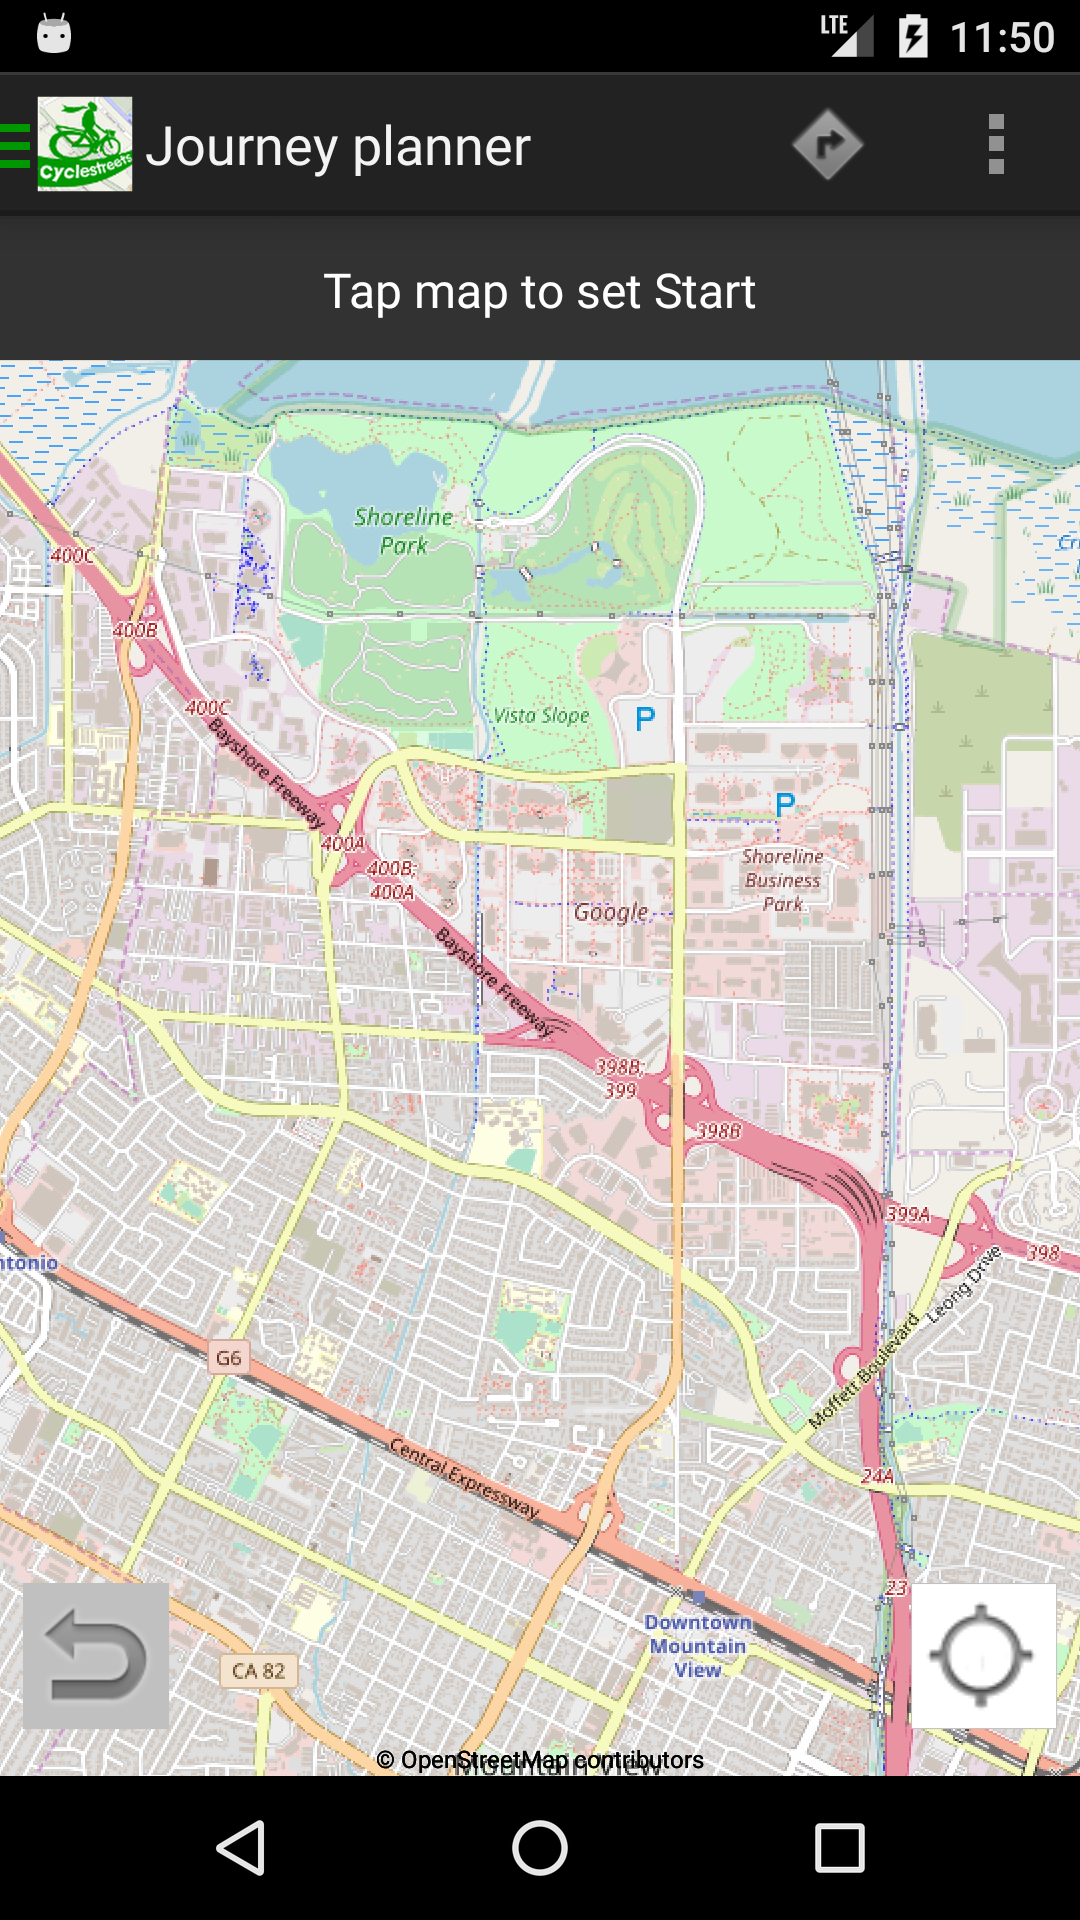 LTE 11:50
Cyclestreets
Journey planner
Tap map to set Start
Shoreline
Park
400C
400B
400C
Bayshore Freeway
Vista Slope
P
P
400A
400B;
400A
Shoreline
Business
Park
Google
Bayshore Freeway
398B;
399
398B
399A
398
Leong Drive
Moffett Boulevard
G6
Central Expressway
24A
23
Downtown
Mountain
View
CA 82
© OpenStreetMap contributors